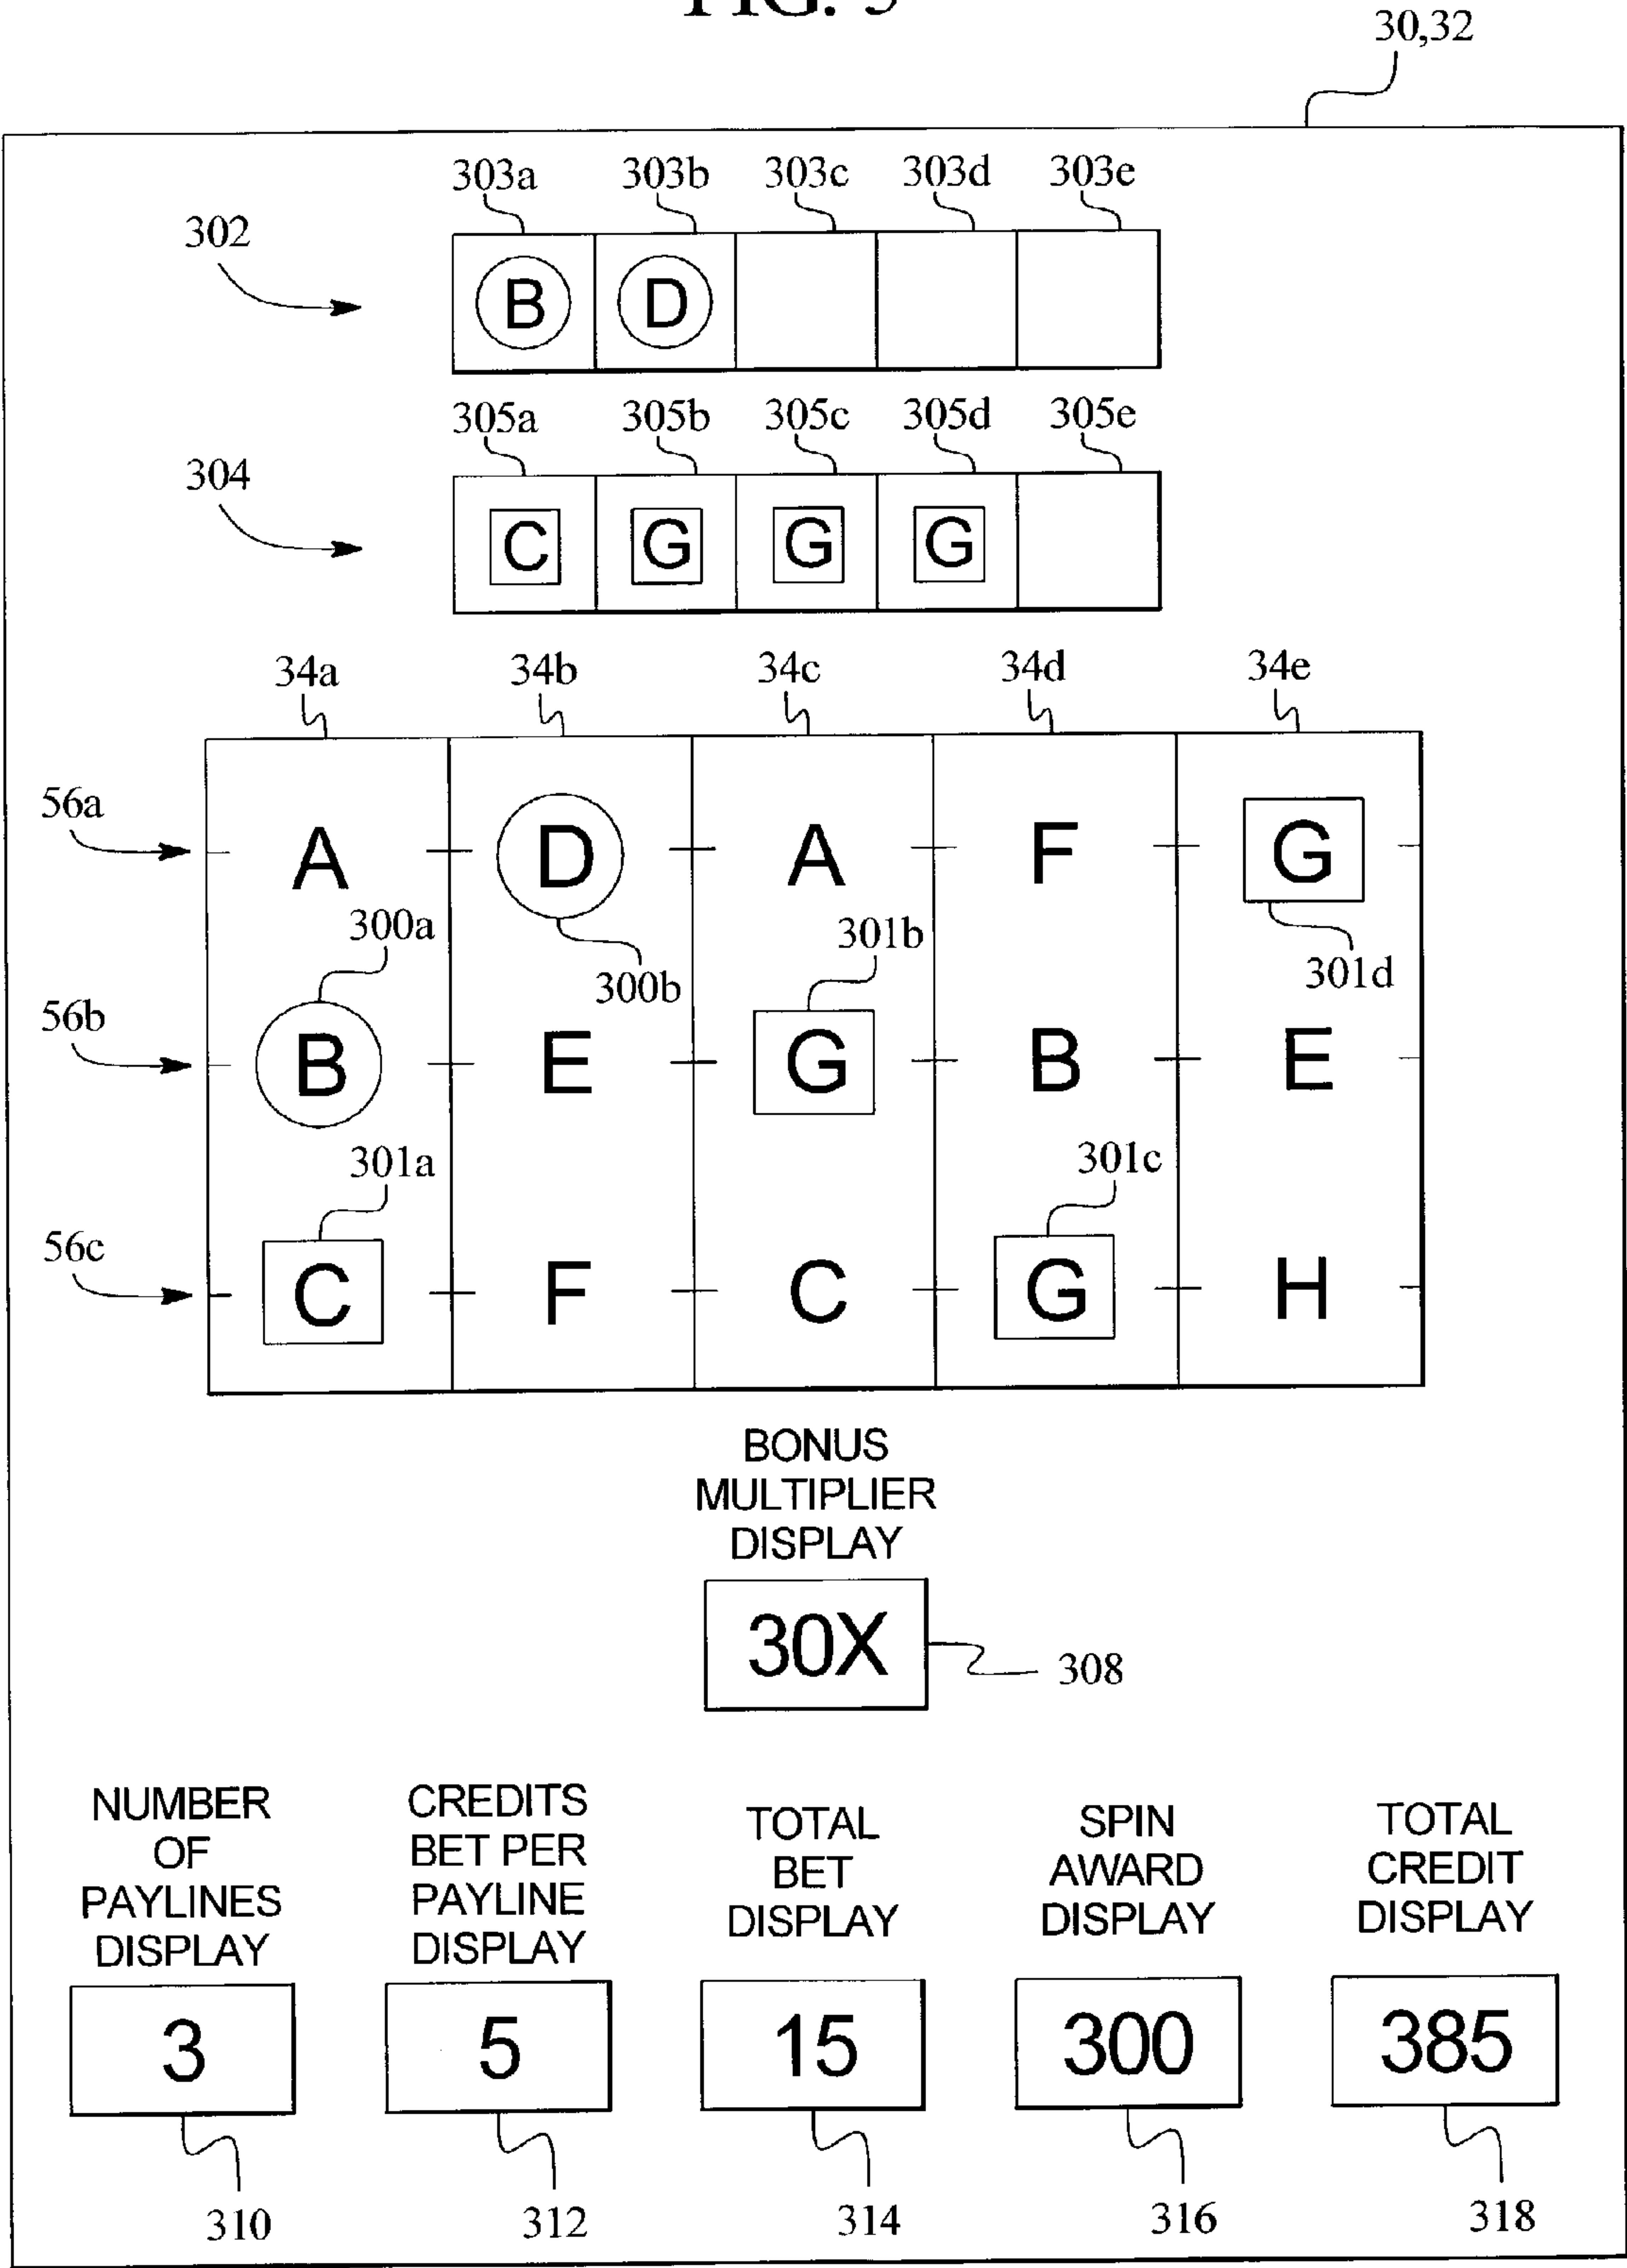 FIG. 5
30,32
303a 303b 303c 303d 303e
302
B D
305a 305b 305c 305d 305e
304
C G G G
34a 34b 34c 34d 34e
56a
A D A F G
300a 301b
300b 301d
56b
B E G B E
301a 301c
56c
C F C G H
BONUS
MULTIPLIER
DISPLAY
30X
308
NUMBER
OF
PAYLINES
DISPLAY
3
310
CREDITS
BET PER
PAYLINE
DISPLAY
5
312
TOTAL
BET
DISPLAY
15
314
SPIN
AWARD
DISPLAY
300
316
TOTAL
CREDIT
DISPLAY
385
318